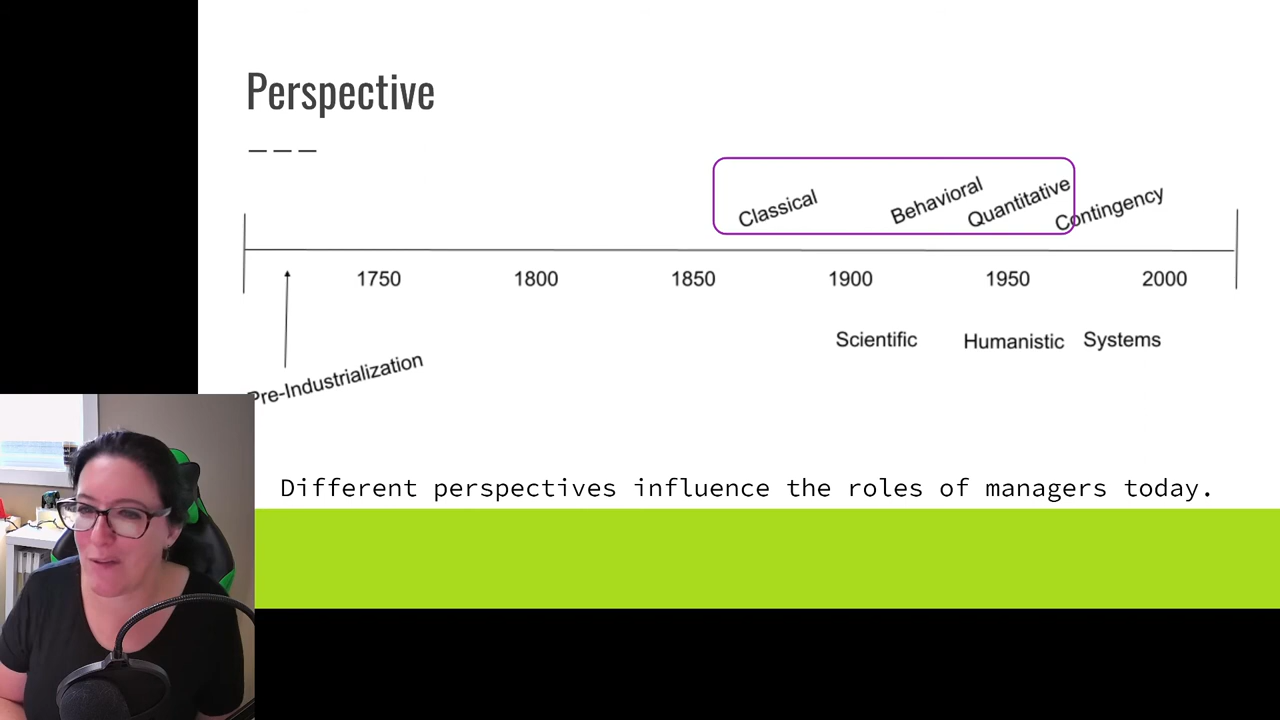 Perspective
Classical
Behavioral
Quantitative
Contingency
1750 1800 1850 1900 1950 2000
Scientific Humanistic Systems
Pre-Industrialization
Different perspectives influence the roles of managers today.